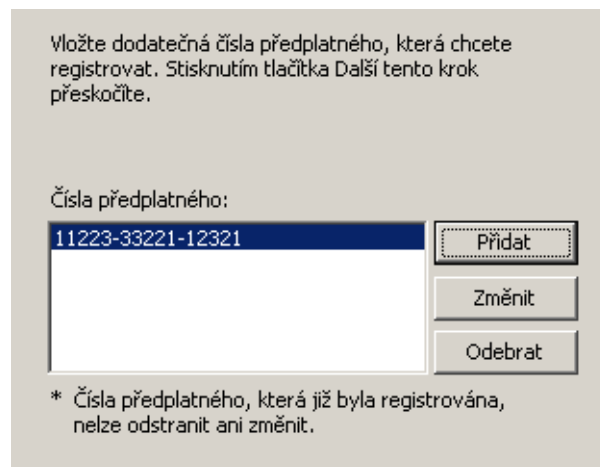 Vložte dodatečná čísla předplatného, která chcete
registrovat. Stisknutím tlačítka Další tento krok
přeskočíte.
Čísla předplatného:
11223-33221-12321
Přidat
Změnit
Odebrat
* Čísla předplatného, která již byla registrována,
nelze odstranit ani změnit.